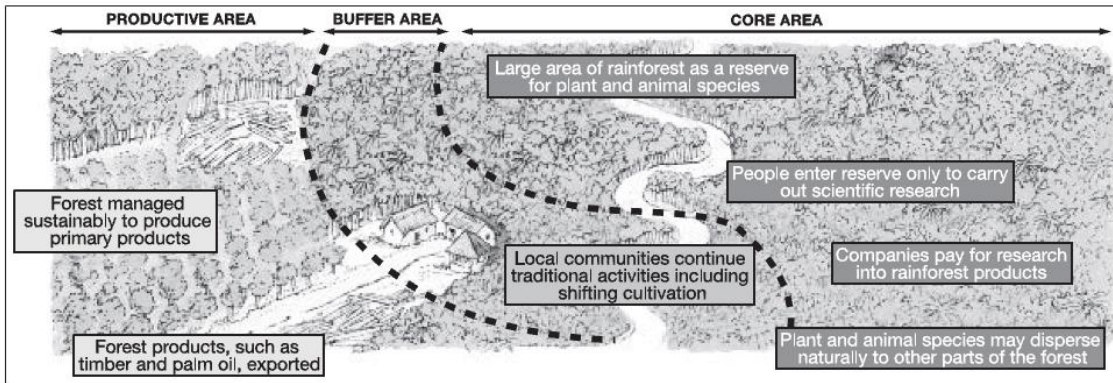 PRODUCTIVE AREA
BUFFER AREA
CORE AREA
Large area of rainforest as a reserve
for plant and animal species
People enter reserve only to carry
out scientific research
Forest managed
sustainably to produce
primary products
Local communities continue
traditional activities including
shifting cultivation
Companies pay for research
into rainforest products
Forest products, such as
timber and palm oil, exported
Plant and animal species may disperse
naturally to other parts of the forest